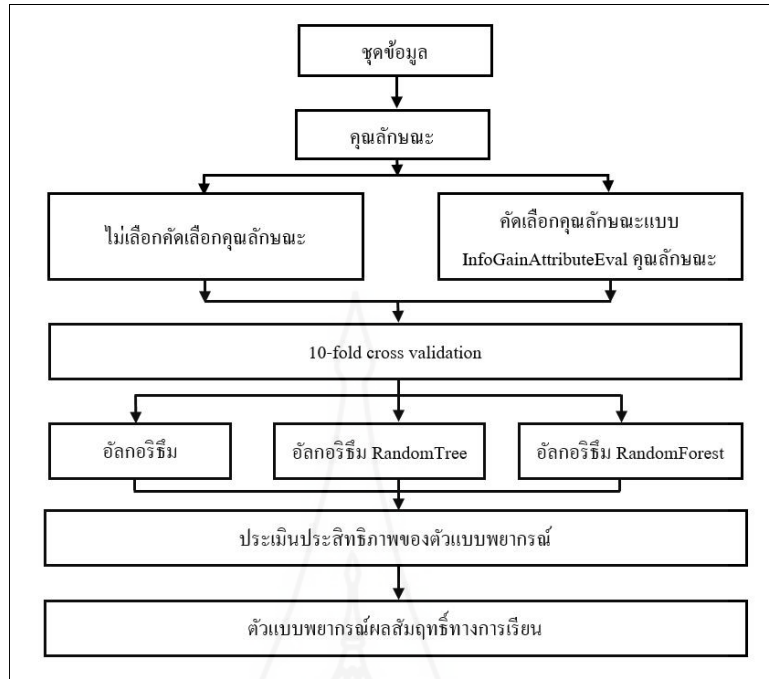 ชุดข้อมูล
คุณลักษณะ
ไม่เลือกคัดเลือกคุณลักษณะ
คัดเลือกคุณลักษณะแบบ
InfoGainAttributeEval คุณลักษณะ
10-fold cross validation
อัลกอริธึม
อัลกอริธึม RandomTree
อัลกอริธึม RandomForest
ประเมินประสิทธิภาพของตัวแบบพยากรณ์
ตัวแบบพยากรณ์ผลสัมฤทธิ์ทางการเรียน